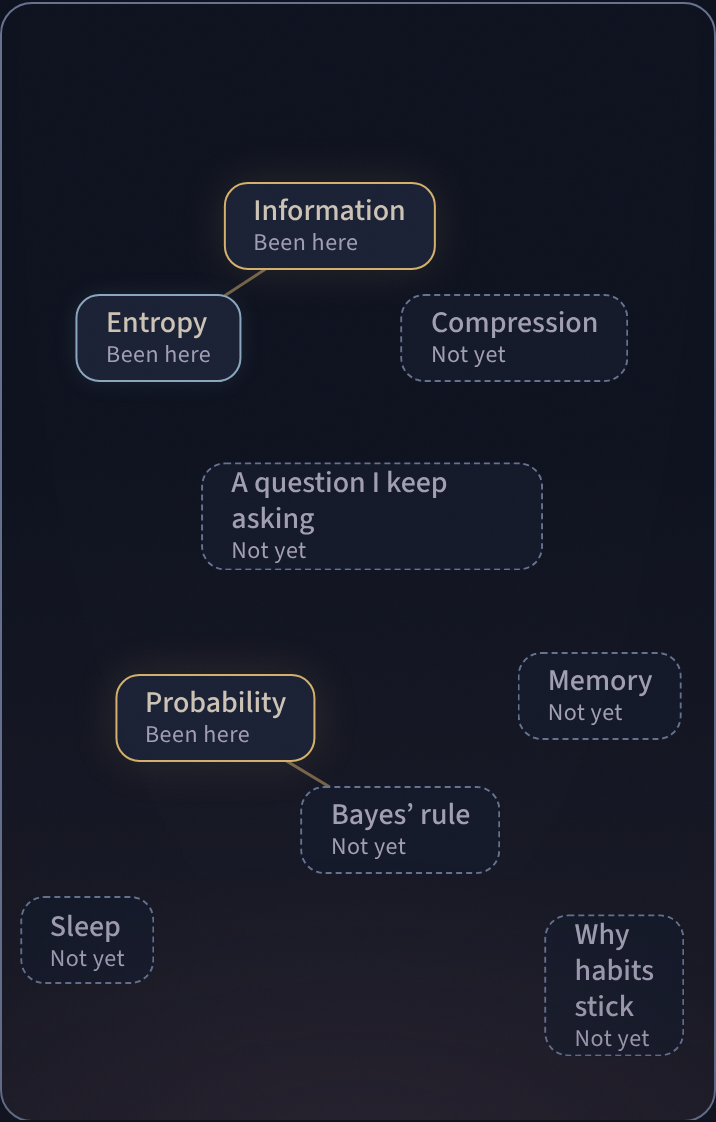 Information
Been here
Entropy
Been here
Compression
Not yet
A question I keep
asking
Not yet
Memory
Not yet
Probability
Been here
Bayes’ rule
Not yet
Sleep
Not yet
Why
habits
stick
Not yet